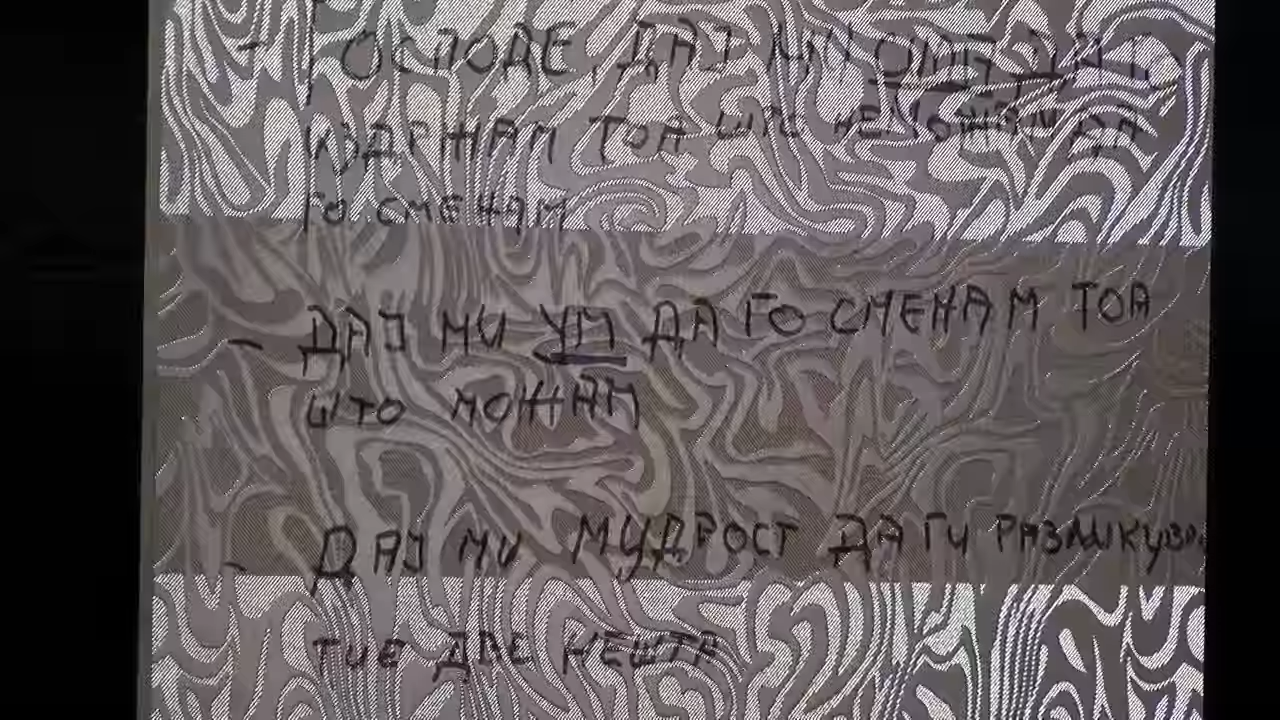 - ГОСПОДЕ, ДАЈ МИ
ИЗДРЖАМ ТОА ШТО НЕМОЖАМ ДА
ГО СМЕНАМ
- ДАЈ МИ УМ ДА ГО СМЕНАМ ТОА
ШТО МОЖАМ
- ДАЈ МИ МУДРОСТ ДА ГИ
ТИЕ ДВЕ НЕШТА